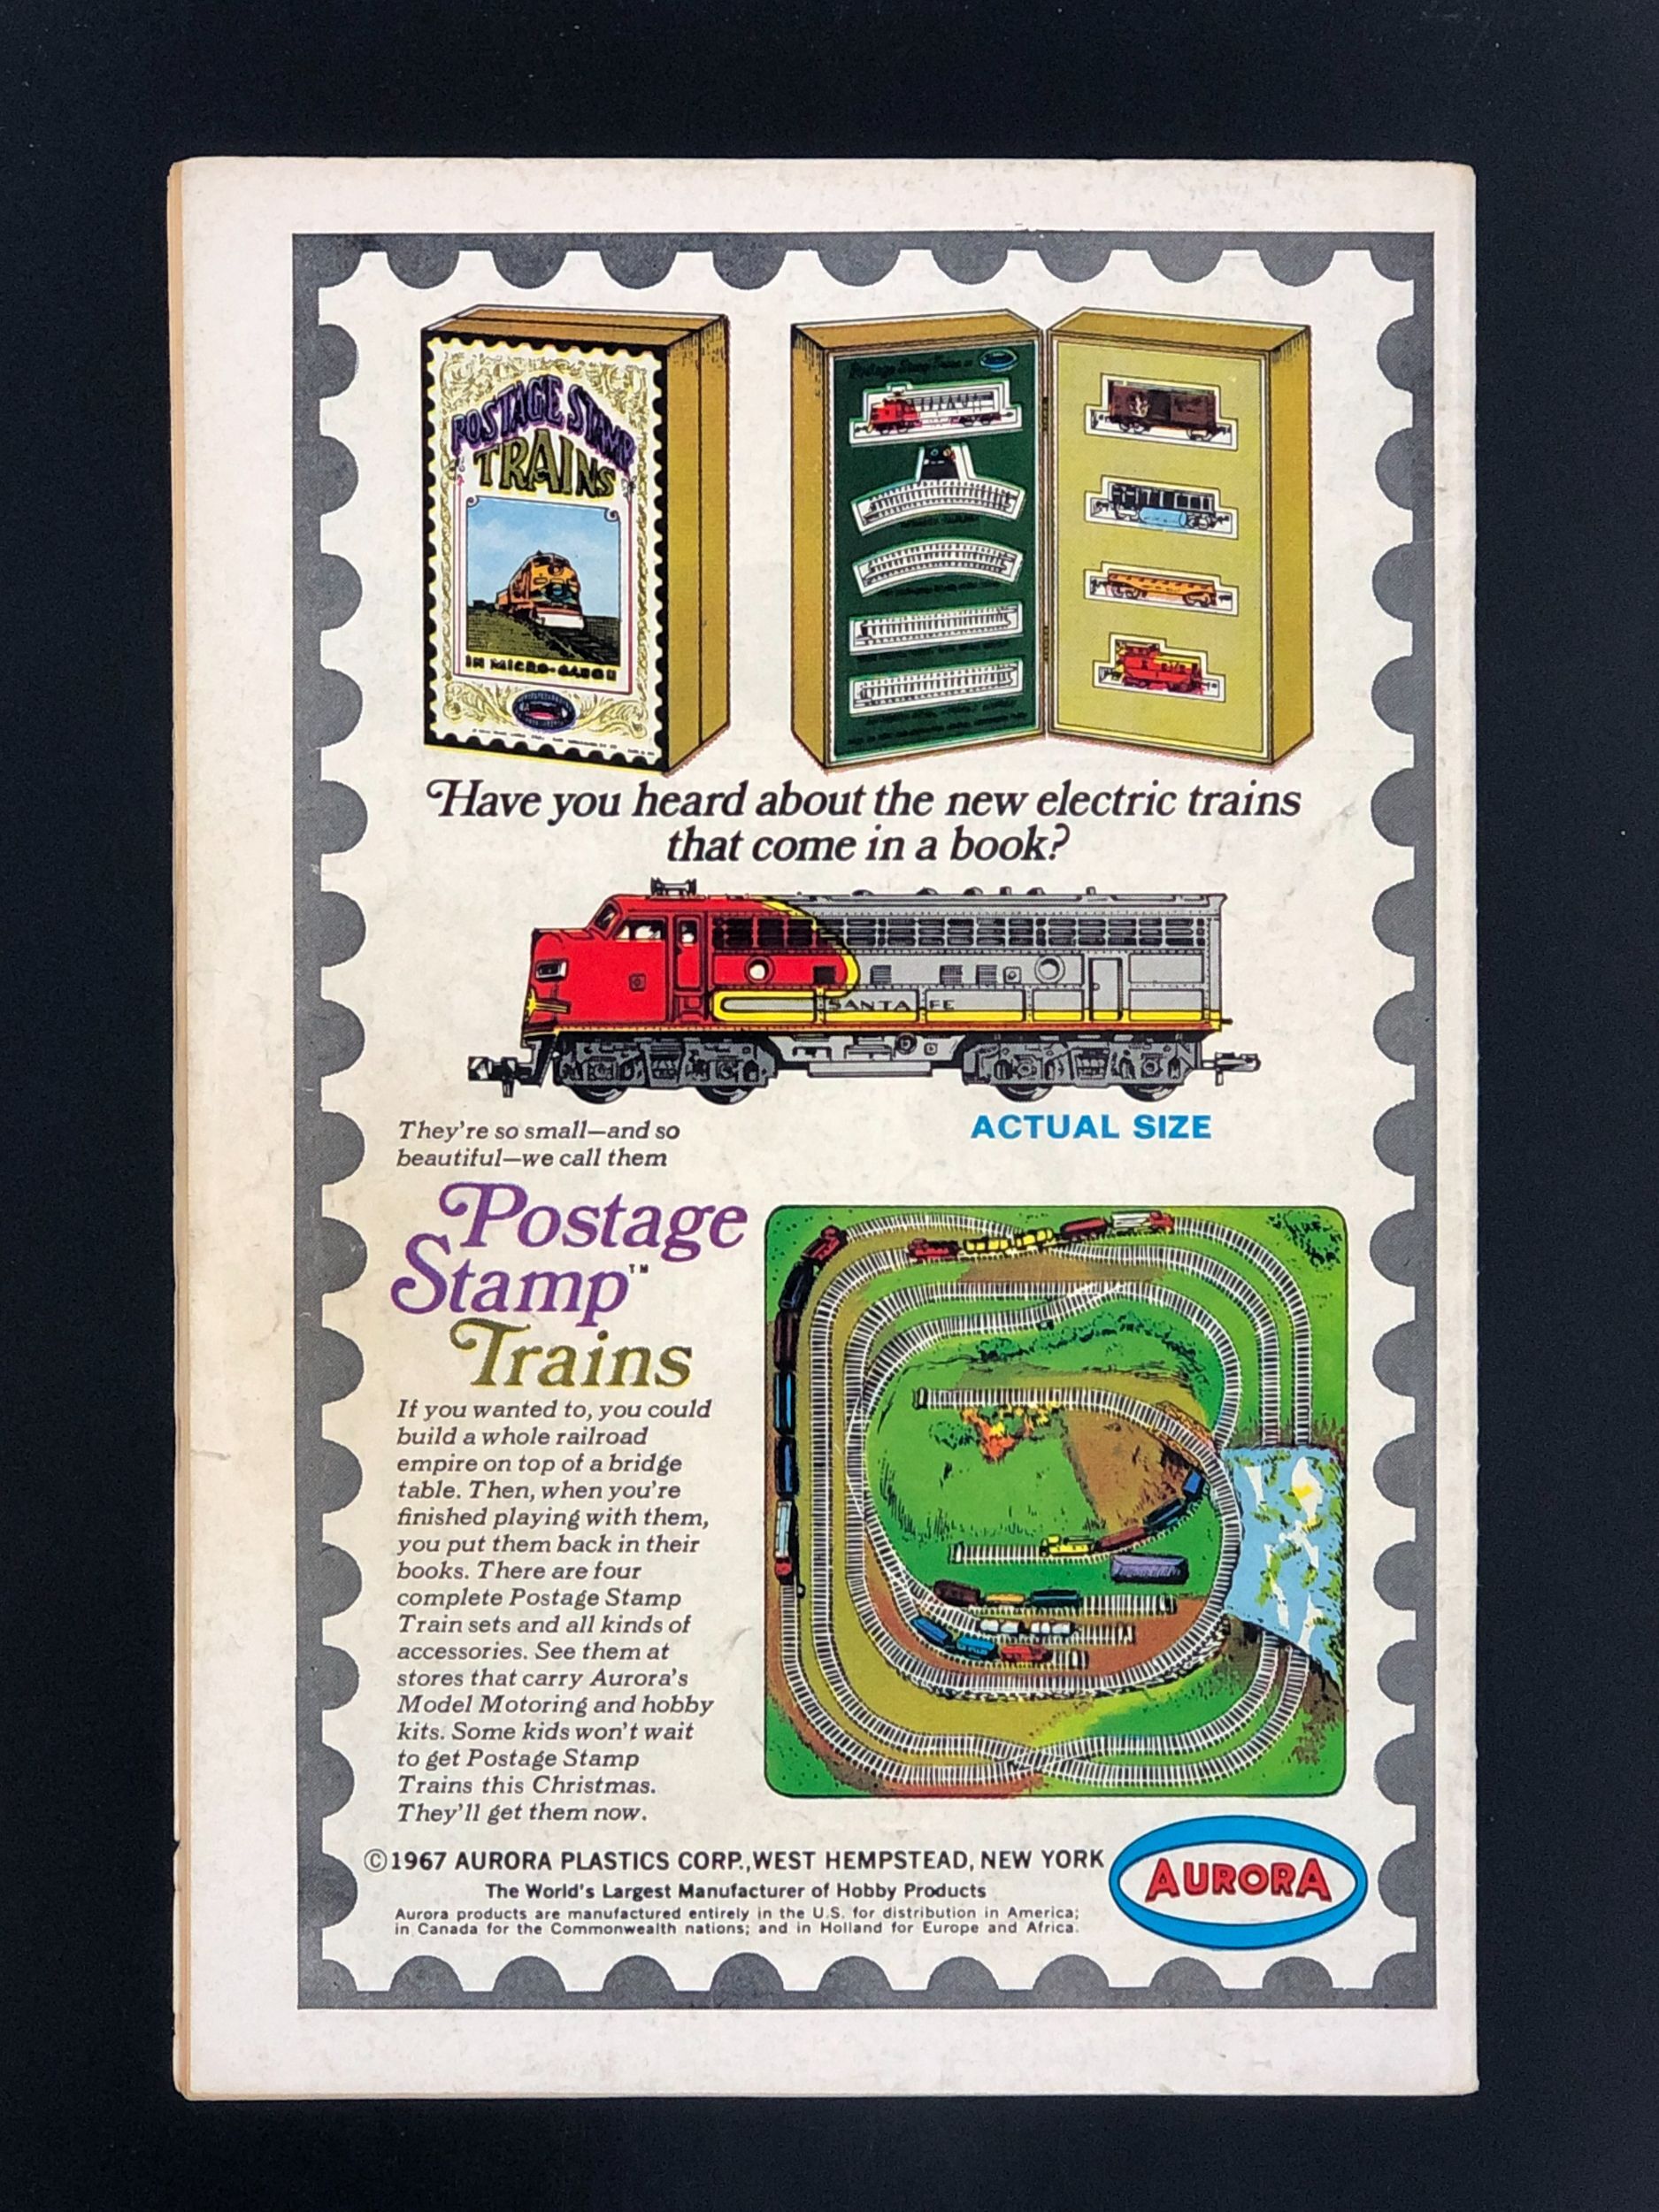 POSTAGE STAMP
TRAINS
IN MICRO-GAUGE
Postage Stamp Trains
Have you heard about the new electric trains
that come in a book?
SANTA FE
ACTUAL SIZE
They're so small—and so
beautiful—we call them
Postage
Stamp™
Trains
If you wanted to, you could
build a whole railroad
empire on top of a bridge
table. Then, when you're
finished playing with them,
you put them back in their
books. There are four
complete Postage Stamp
Train sets and all kinds of
accessories. See them at
stores that carry Aurora's
Model Motoring and hobby
kits. Some kids won't wait
to get Postage Stamp
Trains this Christmas.
They'll get them now.
©1967 AURORA PLASTICS CORP., WEST HEMPSTEAD, NEW YORK
The World's Largest Manufacturer of Hobby Products
Aurora products are manufactured entirely in the U.S. for distribution in America;
in Canada for the Commonwealth nations; and in Holland for Europe and Africa.
AURORA